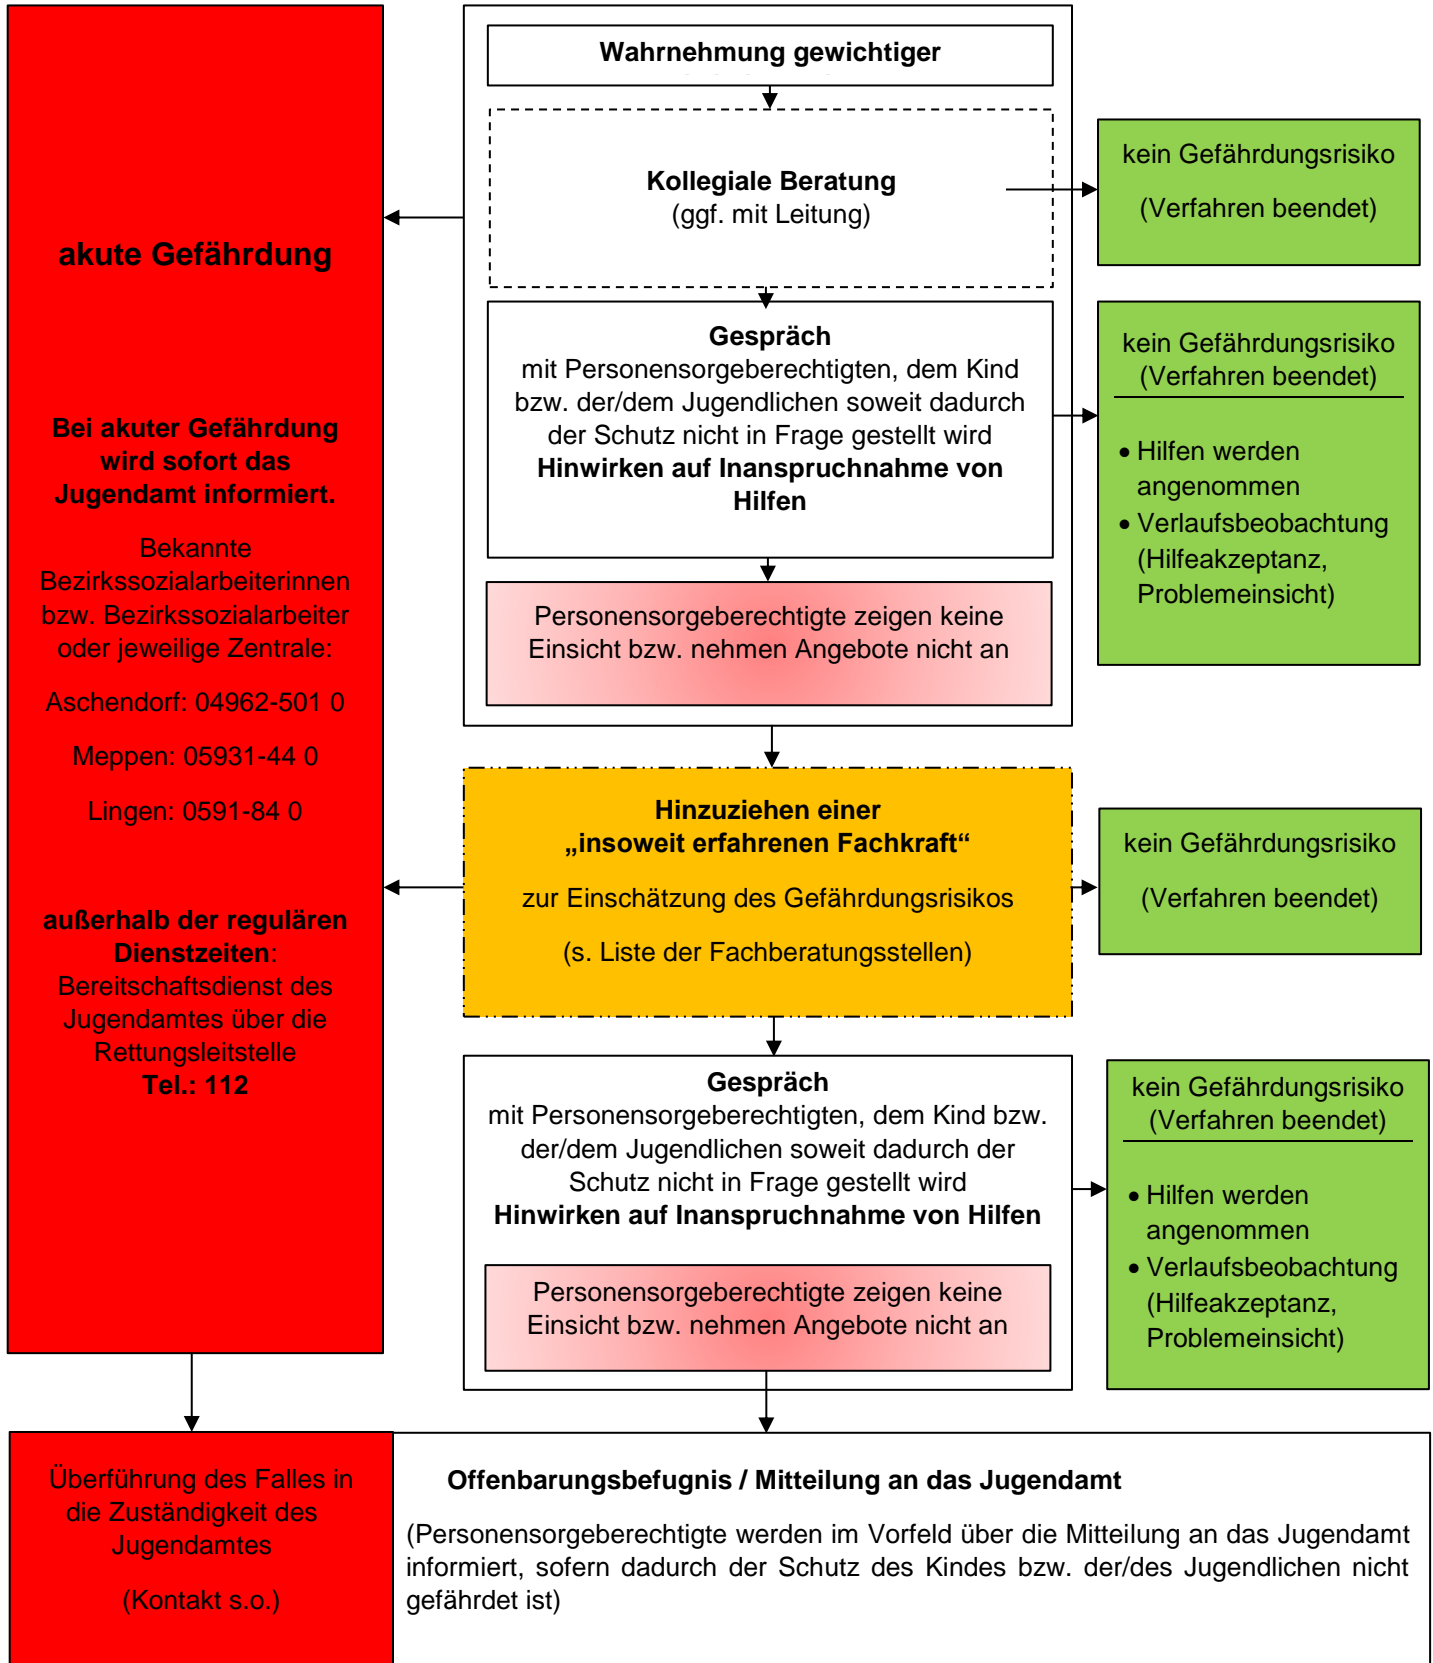 Wahrnehmung gewichtiger
Kollegiale Beratung
(ggf. mit Leitung)
kein Gefährdungsrisiko
(Verfahren beendet)
akute Gefährdung
Bei akuter Gefährdung
wird sofort das
Jugendamt informiert.
Bekannte
Bezirkssozialarbeiterinnen
bzw. Bezirkssozialarbeiter
oder jeweilige Zentrale:
Aschendorf: 04962-501 0
Meppen: 05931-44 0
Lingen: 0591-84 0
außerhalb der regulären
Dienstzeiten:
Bereitschaftsdienst des
Jugendamtes über die
Rettungsleitstelle
Tel.: 112
Gespräch
mit Personensorgeberechtigten, dem Kind
bzw. der/dem Jugendlichen soweit dadurch
der Schutz nicht in Frage gestellt wird
Hinwirken auf Inanspruchnahme von
Hilfen
kein Gefährdungsrisiko
(Verfahren beendet)
• Hilfen werden
angenommen
• Verlaufsbeobachtung
(Hilfeakzeptanz,
Problemeinsicht)
Personensorgeberechtigte zeigen keine
Einsicht bzw. nehmen Angebote nicht an
Hinzuziehen einer
„insoweit erfahrenen Fachkraft“
zur Einschätzung des Gefährdungsrisikos
(s. Liste der Fachberatungsstellen)
kein Gefährdungsrisiko
(Verfahren beendet)
Gespräch
mit Personensorgeberechtigten, dem Kind bzw.
der/dem Jugendlichen soweit dadurch der
Schutz nicht in Frage gestellt wird
Hinwirken auf Inanspruchnahme von Hilfen
Personensorgeberechtigte zeigen keine
Einsicht bzw. nehmen Angebote nicht an
kein Gefährdungsrisiko
(Verfahren beendet)
• Hilfen werden
angenommen
• Verlaufsbeobachtung
(Hilfeakzeptanz,
Problemeinsicht)
Überführung des Falles in
die Zuständigkeit des
Jugendamtes
(Kontakt s.o.)
Offenbarungsbefugnis / Mitteilung an das Jugendamt
(Personensorgeberechtigte werden im Vorfeld über die Mitteilung an das Jugendamt
informiert, sofern dadurch der Schutz des Kindes bzw. der/des Jugendlichen nicht
gefährdet ist)